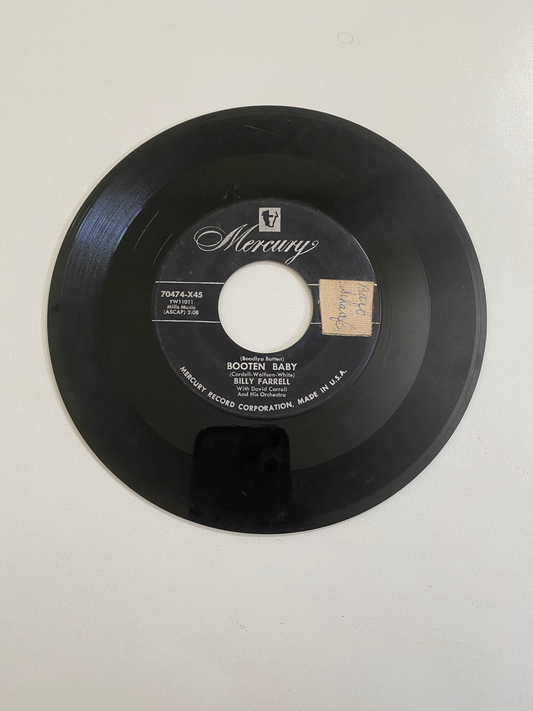 Mercury
70474-X45
YW11011
Mills Music
(ASCAP) 2:08
(Boodlya Botten)
BOOTEN BABY
(Cordell-Wolfson-White)
BILLY FARRELL
With David Carroll
And His Orchestra
MERCURY RECORD CORPORATION, MADE IN U.S.A.